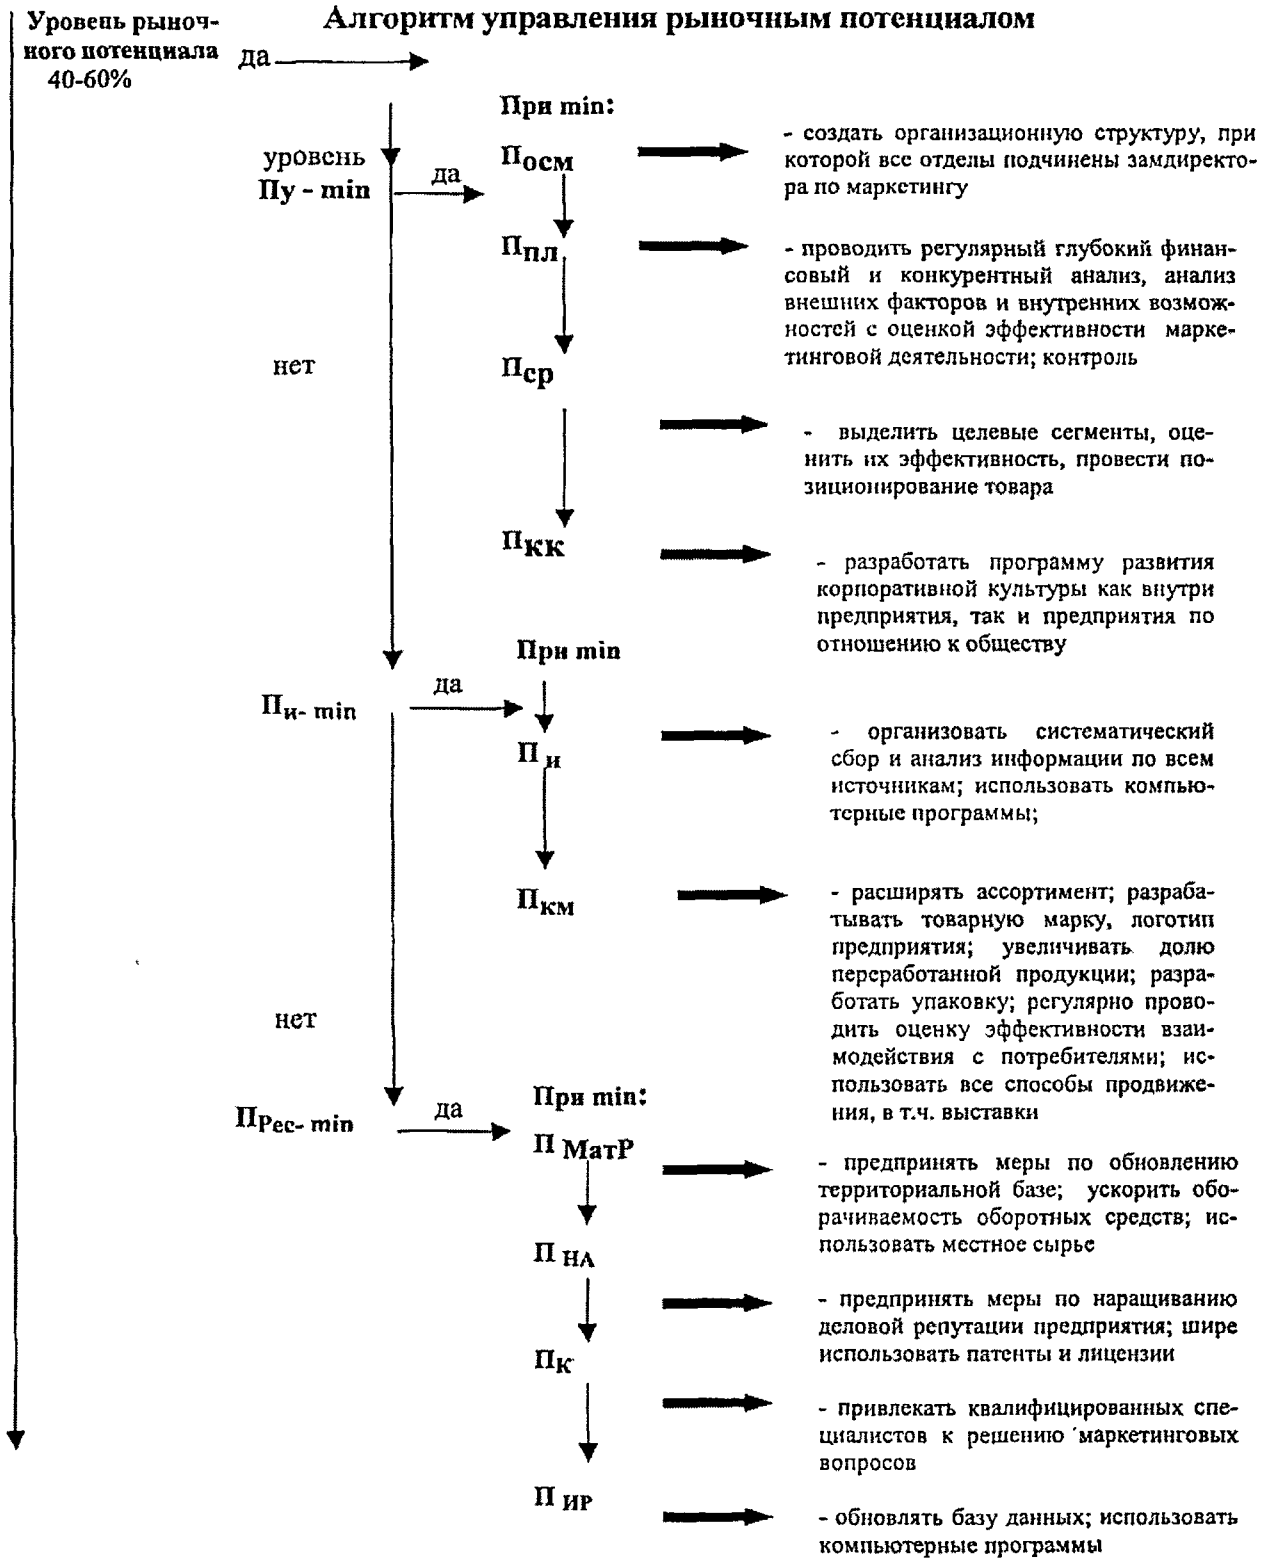 Алгоритм управления рыночным потенциалом
Уровень рыноч-
ного потенциала
40-60%
да
При min:
уровень
Пу - min
да
Посм
- создать организационную структуру, при
которой все отделы подчинены замдиректо-
ра по маркетингу
Ппл
- проводить регулярный глубокий финан-
совый и конкурентный анализ, анализ
внешних факторов и внутренних возмож-
ностей с оценкой эффективности марке-
тинговой деятельности; контроль
нет
Пср
- выделить целевые сегменты, оце-
нить их эффективность, провести по-
зиционирование товара
Пкк
- разработать программу развития
корпоративной культуры как внутри
предприятия, так и предприятия по
отношению к обществу
При min
Пи- min
да
П и
- организовать систематический
сбор и анализ информации по всем
источникам; использовать компью-
терные программы;
Пкм
- расширять ассортимент; разраба-
тывать товарную марку, логотип
предприятия; увеличивать долю
переработанной продукции; разра-
ботать упаковку; регулярно прово-
дить оценку эффективности взаи-
модействия с потребителями; ис-
пользовать все способы продвиже-
ния, в т.ч. выставки
нет
При min:
ПРес- min
да
П МатР
- предпринять меры по обновлению
территориальной базе; ускорить обо-
рачиваемость оборотных средств; ис-
пользовать местное сырье
П НА
- предпринять меры по наращиванию
деловой репутации предприятия; шире
использовать патенты и лицензии
Пк
- привлекать квалифицированных спе-
циалистов к решению маркетинговых
вопросов
П ИР
- обновлять базу данных; использовать
компьютерные программы